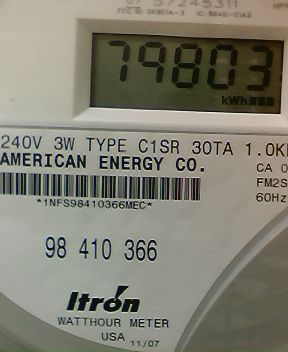 57245311
79803
kWh
240V 3W TYPE C1SR 30TA 1.0K
AMERICAN ENERGY CO.
CA 0
FM2S
60Hz
*1NFS98410366MEC*
98 410 366
Itron
WATTHOUR METER
USA 11/07